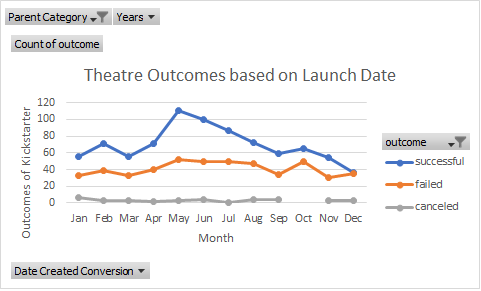 Parent Category Years
Count of outcome
Theatre Outcomes based on Launch Date
Outcomes of Kickstarter
120
100
80
60
40
20
0
Jan Feb Mar Apr May Jun Jul Aug Sep Oct Nov Dec
Month
outcome
successful
failed
canceled
Date Created Conversion